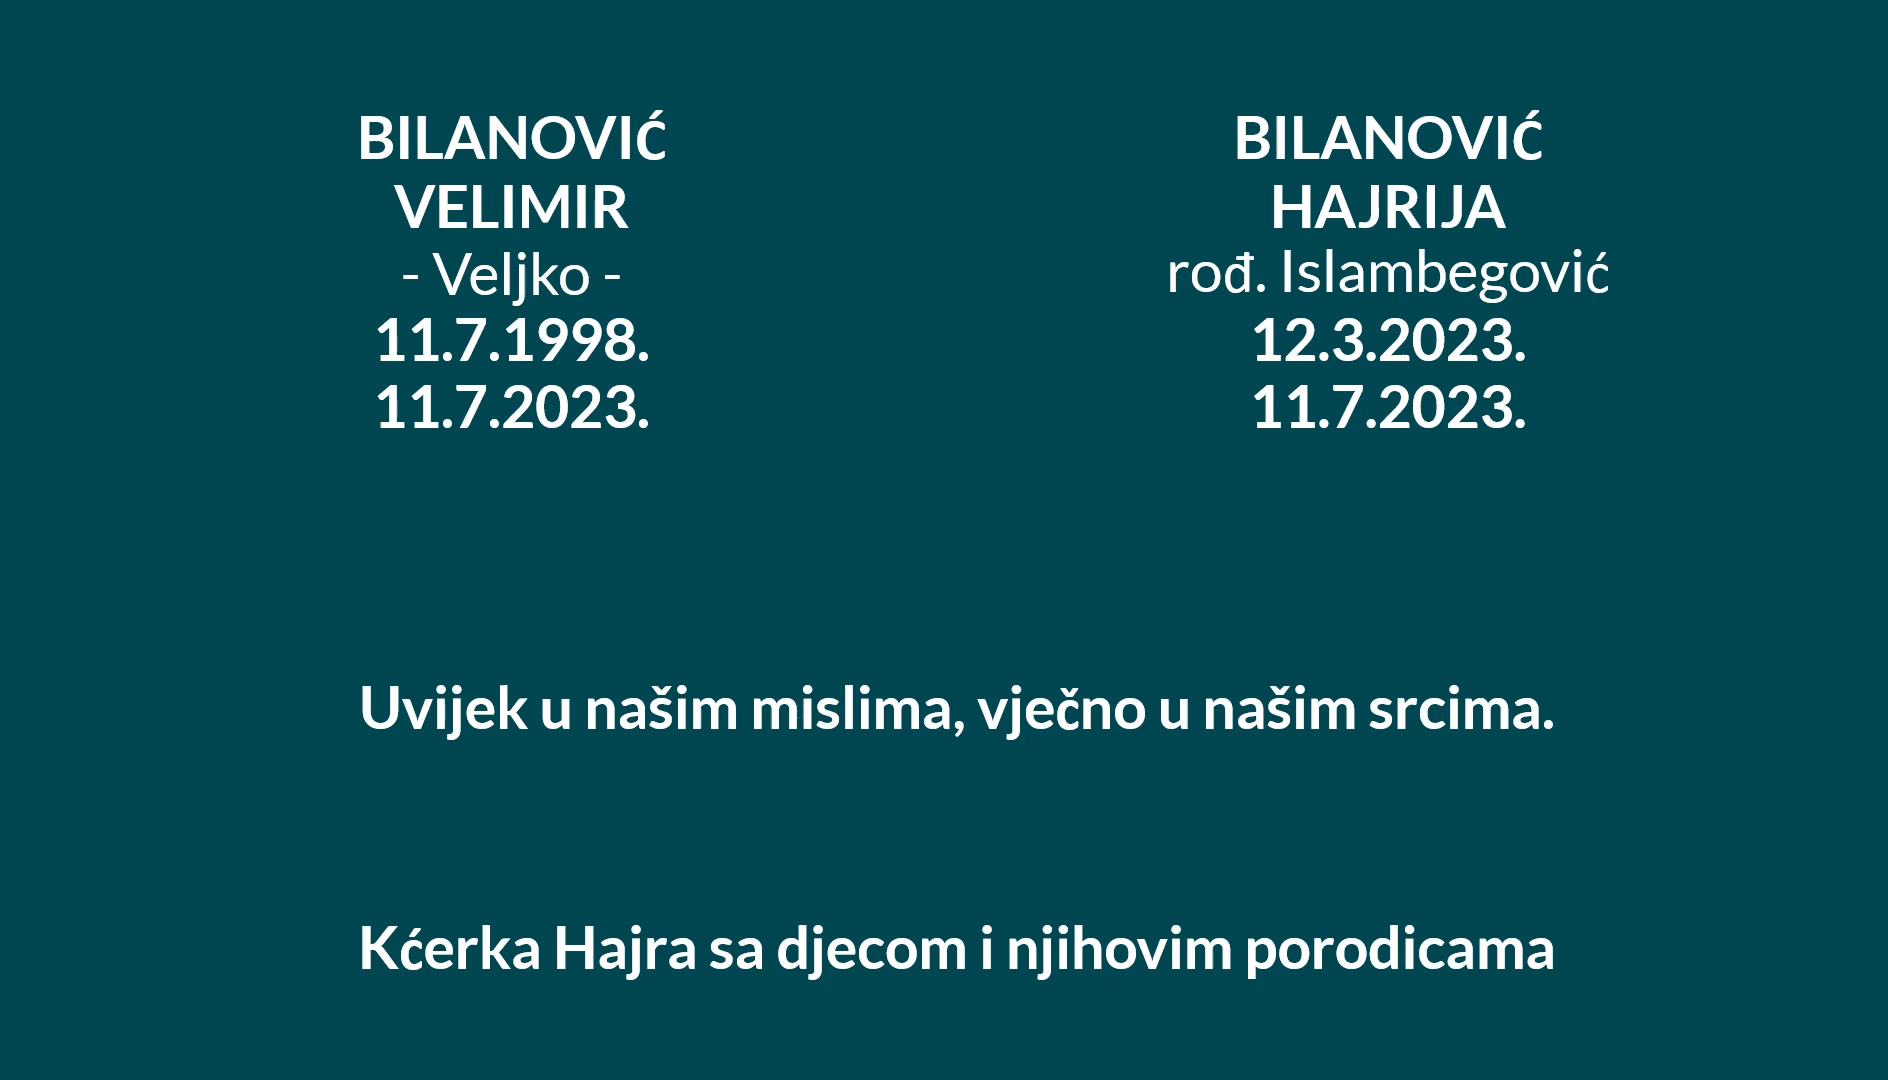 BILANOVIĆ
VELIMIR
- Veljko -
11.7.1998.
11.7.2023.
BILANOVIĆ
HAJRIJA
rođ. Islambegović
12.3.2023.
11.7.2023.
Uvijek u našim mislima, vječno u našim srcima.
Kćerka Hajra sa djecom i njihovim porodicama